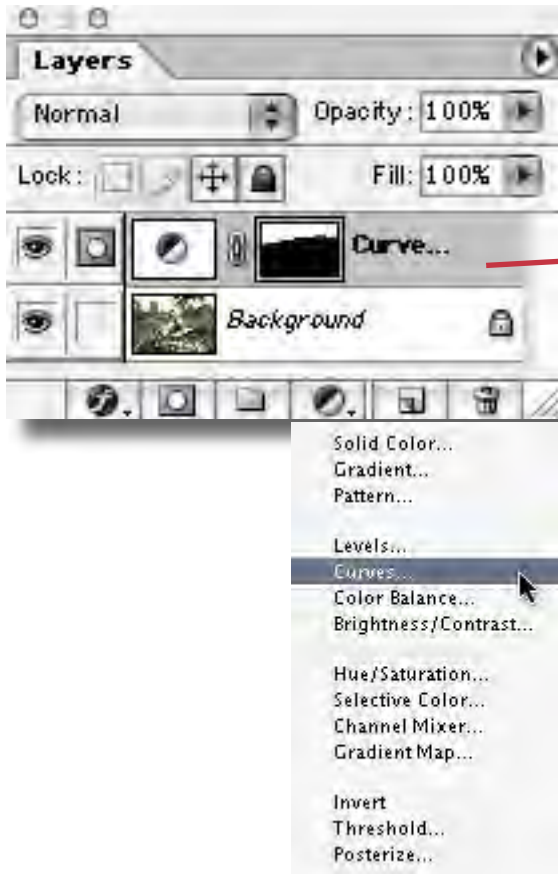 Layers
Normal Opacity: 100%
Lock: Fill: 100%
Curve...
Background
Solid Color...
Gradient...
Pattern...
Levels...
Curves...
Color Balance...
Brightness/Contrast...
Hue/Saturation...
Selective Color...
Channel Mixer...
Gradient Map...
Invert
Threshold...
Posterize...